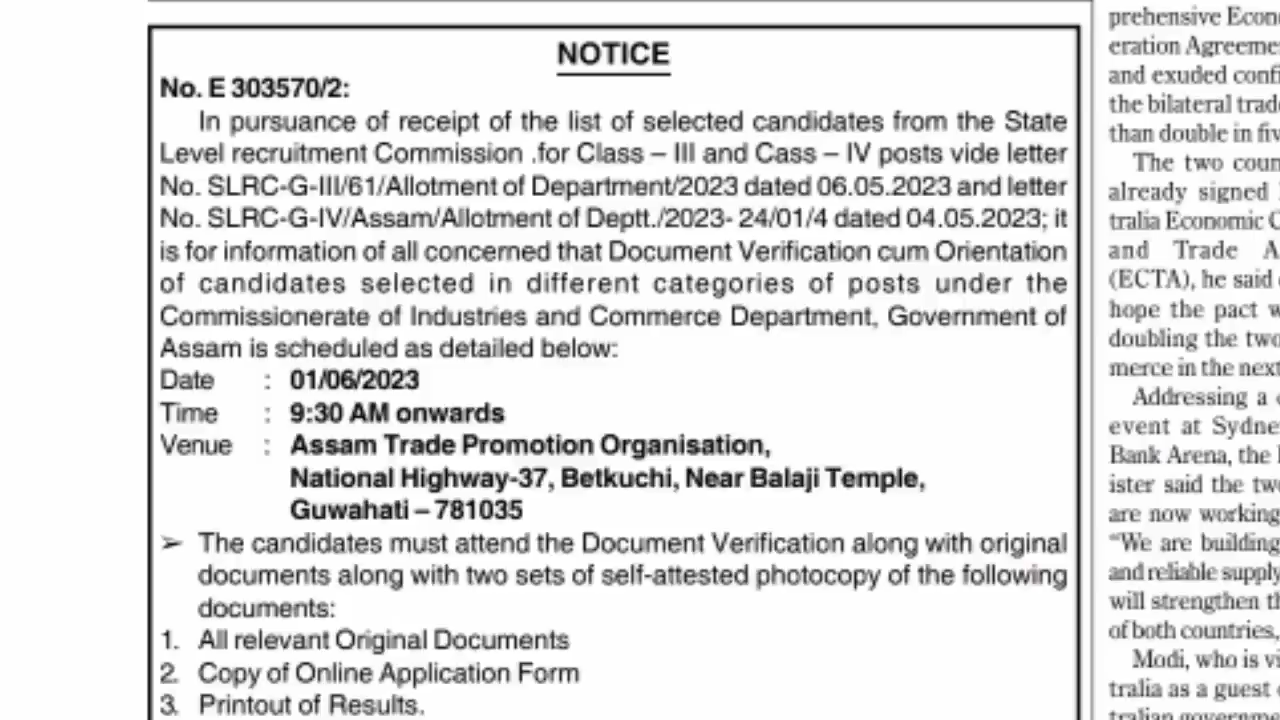 NOTICE
No. E 303570/2:
In pursuance of receipt of the list of selected candidates from the State
Level recruitment Commission .for Class – III and Cass – IV posts vide letter
No. SLRC-G-III/61/Allotment of Department/2023 dated 06.05.2023 and letter
No. SLRC-G-IV/Assam/Allotment of Deptt./2023- 24/01/4 dated 04.05.2023; it
is for information of all concerned that Document Verification cum Orientation
of candidates selected in different categories of posts under the
Commissionerate of Industries and Commerce Department, Government of
Assam is scheduled as detailed below:
Date : 01/06/2023
Time : 9:30 AM onwards
Venue : Assam Trade Promotion Organisation,
National Highway-37, Betkuchi, Near Balaji Temple,
Guwahati – 781035
➢ The candidates must attend the Document Verification along with original
documents along with two sets of self-attested photocopy of the following
documents:
1. All relevant Original Documents
2. Copy of Online Application Form
3. Printout of Results.
prehensive
eration
and exuded
the bilateral
than double in
The two
already signed
tralia Economic
and Trade
(ECTA), he said
hope the pact
doubling the
merce in the next
Addressing a
event at
Bank Arena, the
ister said the
are now working
"We are building
and reliable supply
will strengthen
of both countries,
Modi, who is
tralia as a guest
tralian